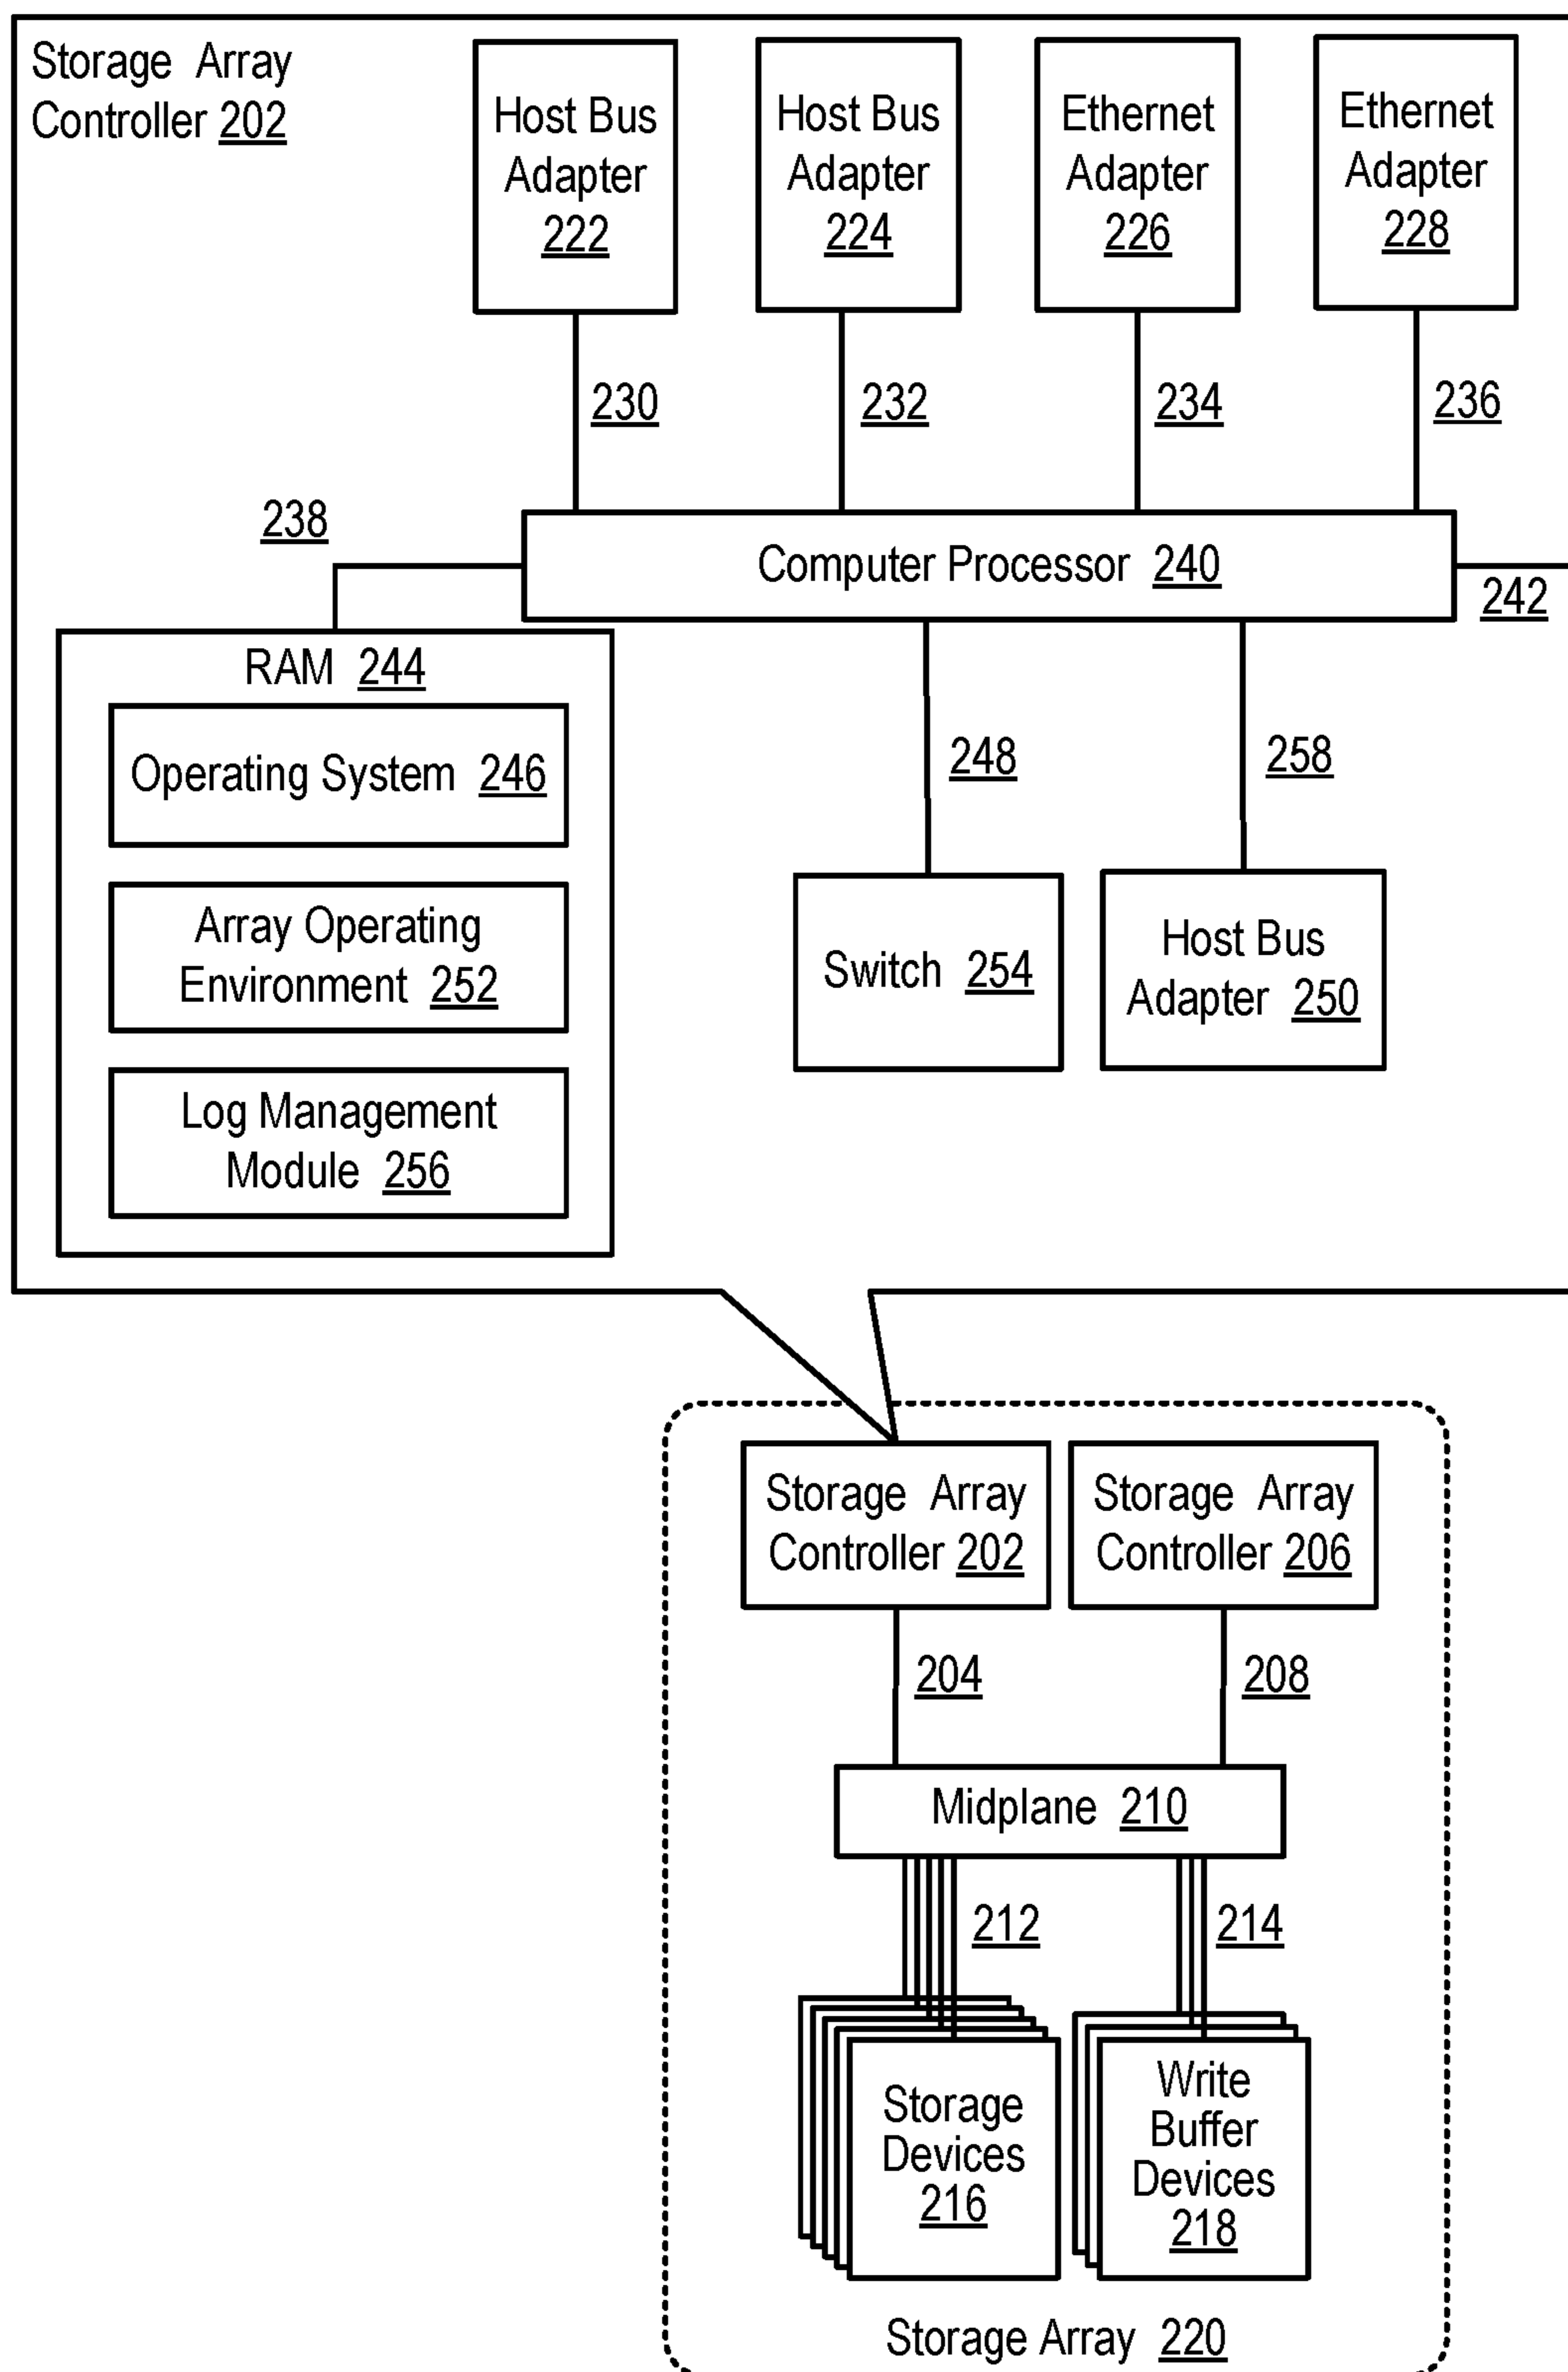 Storage Array
Controller 202
Host Bus
Adapter
222
Host Bus
Adapter
224
Ethernet
Adapter
226
Ethernet
Adapter
228
230
232
234
236
238
Computer Processor 240
242
RAM 244
Operating System 246
Array Operating
Environment 252
Log Management
Module 256
248
258
Switch 254
Host Bus
Adapter 250
Storage Array
Controller 202
Storage Array
Controller 206
204
208
Midplane 210
212
214
Storage
Devices
216
Write
Buffer
Devices
218
Storage Array 220